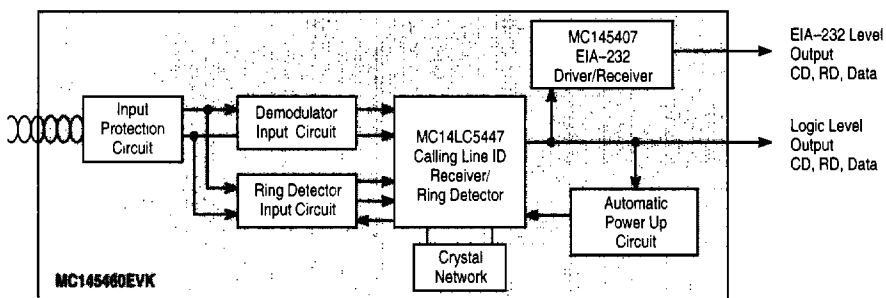 MC145407
EIA–232
Driver/Receiver
EIA–232 Level
Output
CD, RD, Data
Input
Protection
Circuit
Demodulator
Input Circuit
MC14LC5447
Calling Line ID
Receiver/
Ring Detector
Logic Level
Output
CD, RD, Data
Ring Detector
Input Circuit
Automatic
Power Up
Circuit
Crystal
Network
MC145460EVK